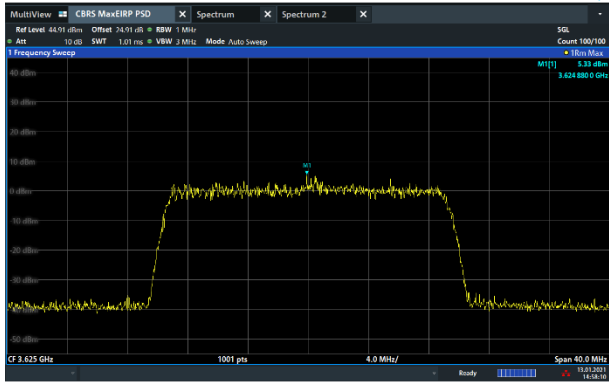 MultiView CBRS MaxEIRP PSD X Spectrum X Spectrum 2 X
Ref Level 44.91 dBm Offset 24.91 dB RBW 1 MHz SGL
Att 10 dB SWT 1.01 ms VBW 3 MHz Mode Auto Sweep Count 100/100
1 Frequency Sweep 1Rm Max
M1[1] 5.33 dBm
3.624 880 0 GHz
40 dBm
30 dBm
20 dBm
10 dBm
M1
0 dBm
-10 dBm
-20 dBm
-30 dBm
-50 dBm
CF 3.625 GHz 1001 pts 4.0 MHz/ Span 40.0 MHz
Ready 13.01.2021
14:58:10